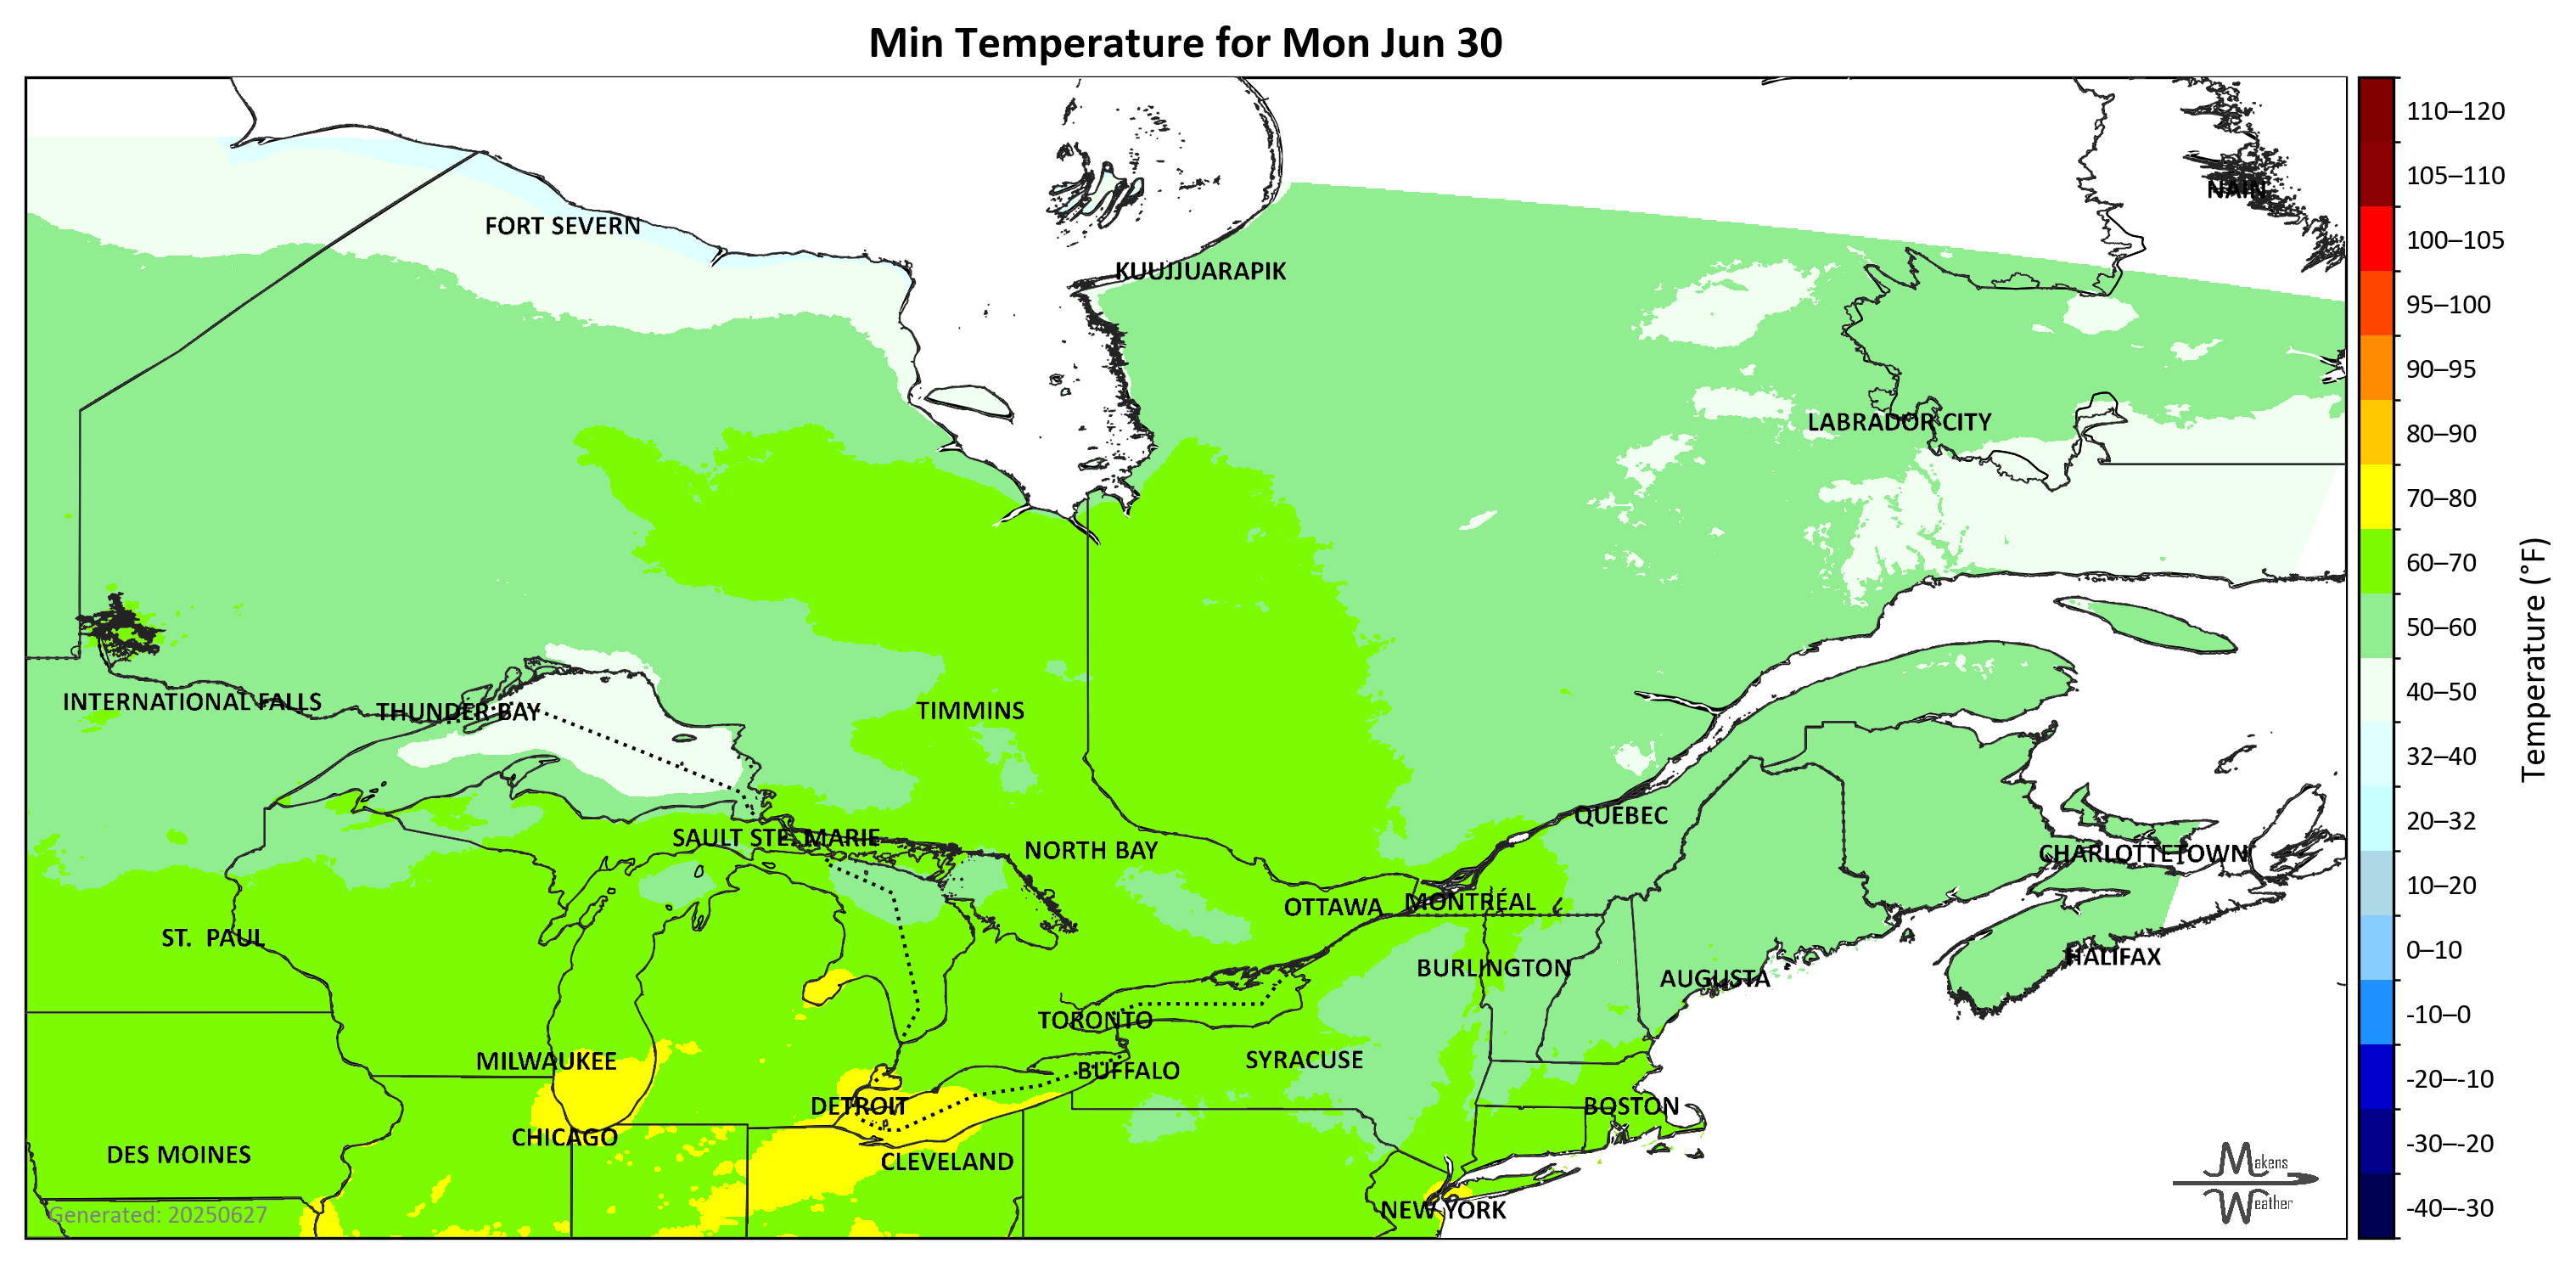 Min Temperature for Mon Jun 30
NAIN
FORT SEVERN
KUUJJUARAPIK
LABRADOR CITY
INTERNATIONAL FALLS
THUNDER BAY
TIMMINS
QUEBEC
SAULT STE. MARIE
NORTH BAY
CHARLOTTETOWN
OTTAWA
MONTRÉAL
ST. PAUL
HALIFAX
BURLINGTON
AUGUSTA
TORONTO
MILWAUKEE
SYRACUSE
BUFFALO
DETROIT
BOSTON
CHICAGO
DES MOINES
CLEVELAND
NEW YORK
Generated: 20250627
Makens
Weather
110–120
105–110
100–105
95–100
90–95
80–90
70–80
60–70
50–60
40–50
32–40
20–32
10–20
0–10
-10–0
-20–-10
-30–-20
-40–-30
Temperature (°F)